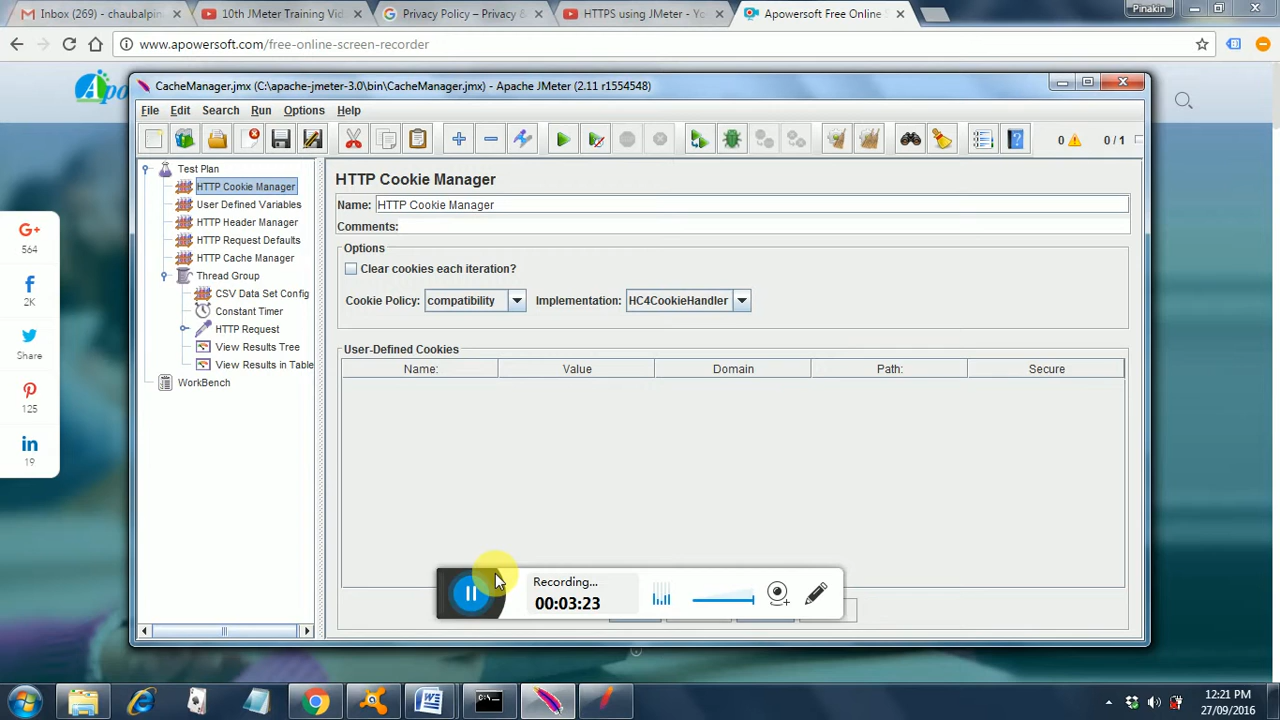 Inbox (269) - chaubalpin
10th JMeter Training Vid
Privacy Policy – Privacy &
HTTPS using JMeter - Yo
Apowersoft Free Online
Pinakin
www.apowersoft.com/free-online-screen-recorder
CacheManager.jmx (C:\apache-jmeter-3.0\bin\CacheManager.jmx) - Apache JMeter (2.11 r1554548)
File Edit Search Run Options Help
0 0/1
Test Plan
HTTP Cookie Manager
User Defined Variables
HTTP Header Manager
HTTP Request Defaults
HTTP Cache Manager
Thread Group
CSV Data Set Config
Constant Timer
HTTP Request
View Results Tree
View Results in Table
WorkBench
HTTP Cookie Manager
Name: HTTP Cookie Manager
Comments:
Options
Clear cookies each iteration?
Cookie Policy: compatibility Implementation: HC4CookieHandler
User-Defined Cookies
Name: Value Domain Path: Secure
G+
564
2K
Share
125
in
19
Recording...
00:03:23
12:21 PM
27/09/2016